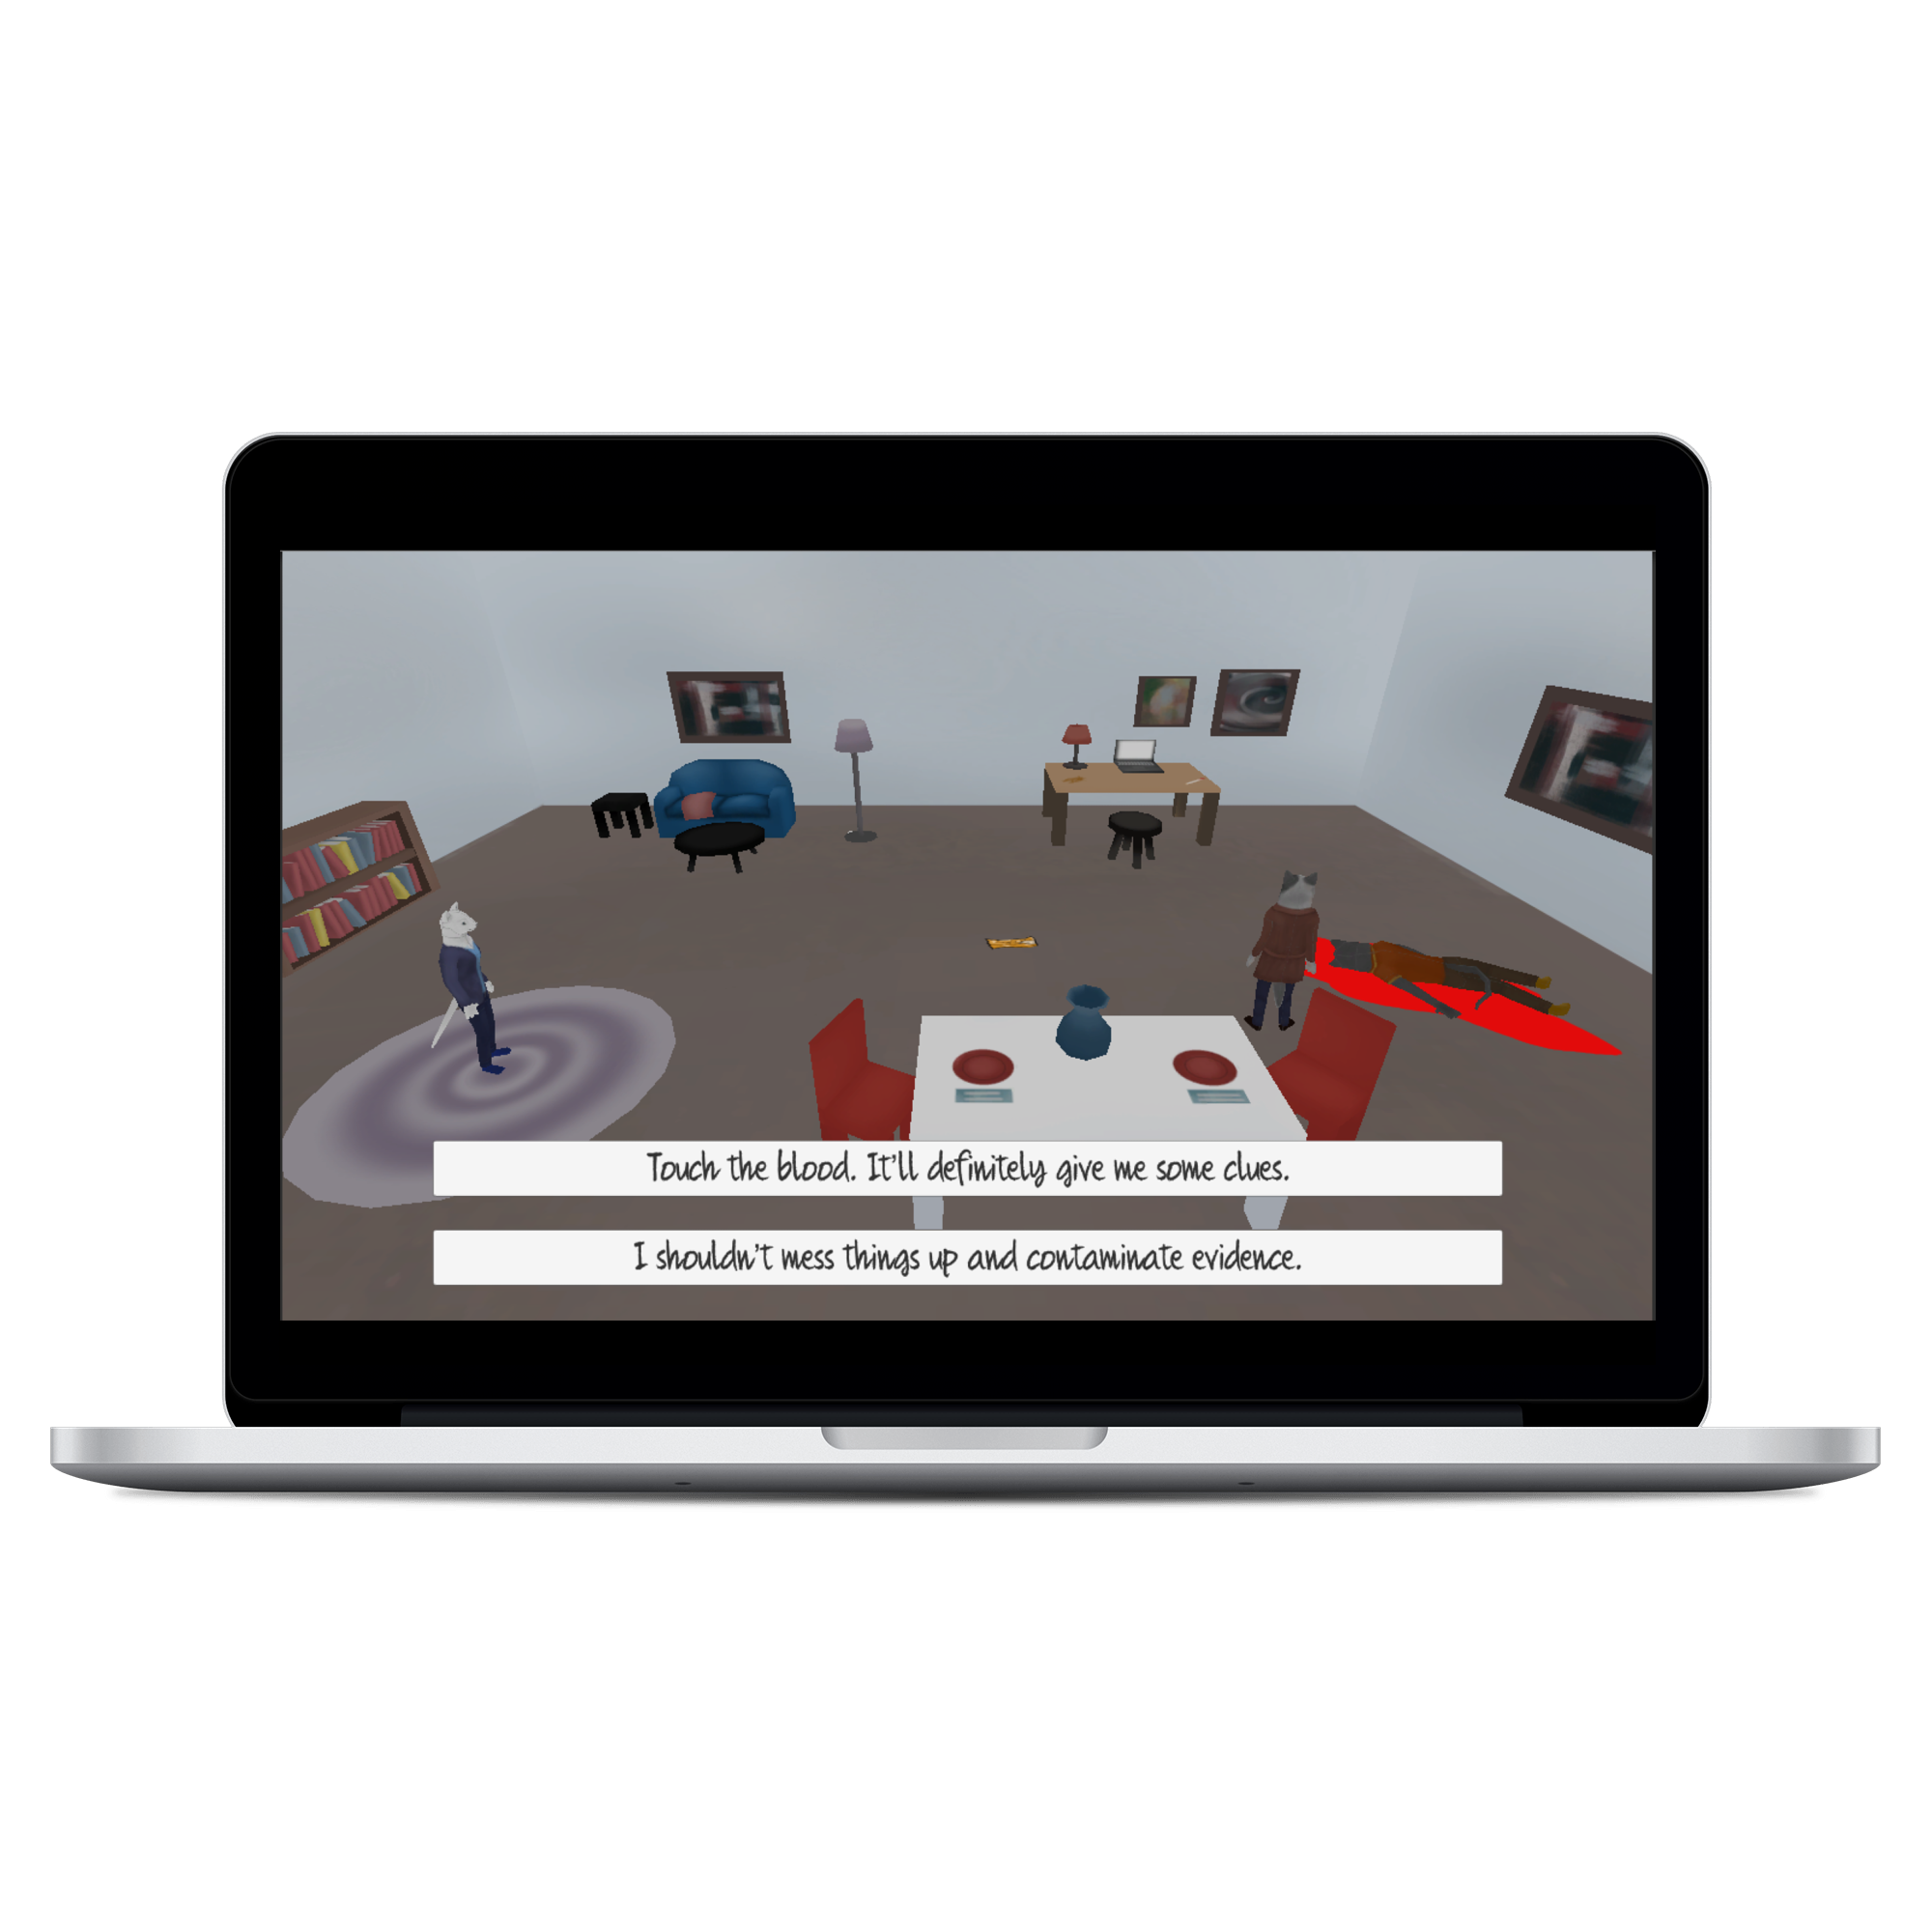 Touch the blood. It'll definitely give me some clues.
I shouldn't mess things up and contaminate evidence.